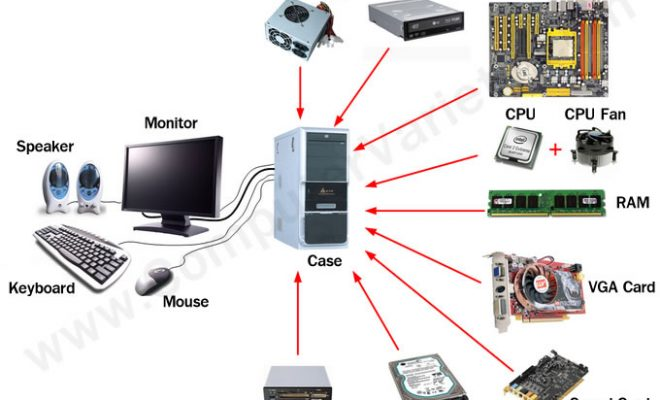 CPU
CPU Fan
Monitor
Speaker
+
RAM
Case
VGA Card
Keyboard
Mouse